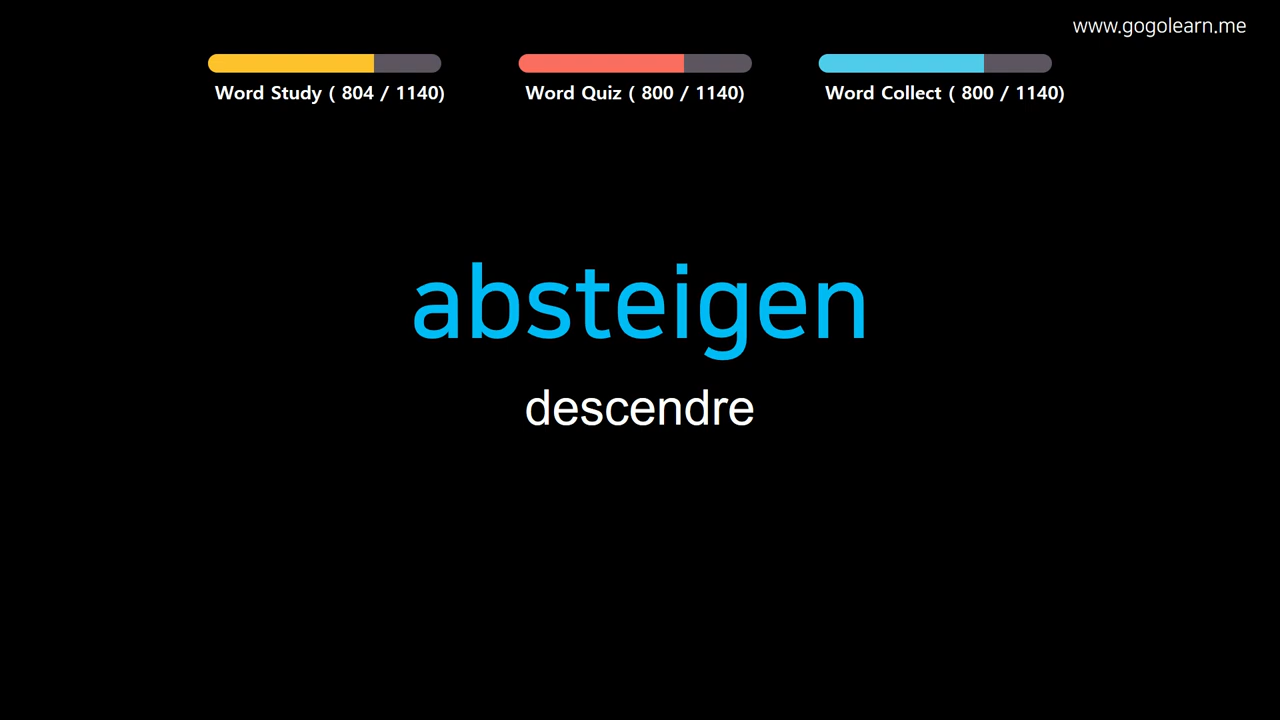 www.gogolearn.me
Word Study ( 804 / 1140)
Word Quiz ( 800 / 1140)
Word Collect ( 800 / 1140)
absteigen
descendre